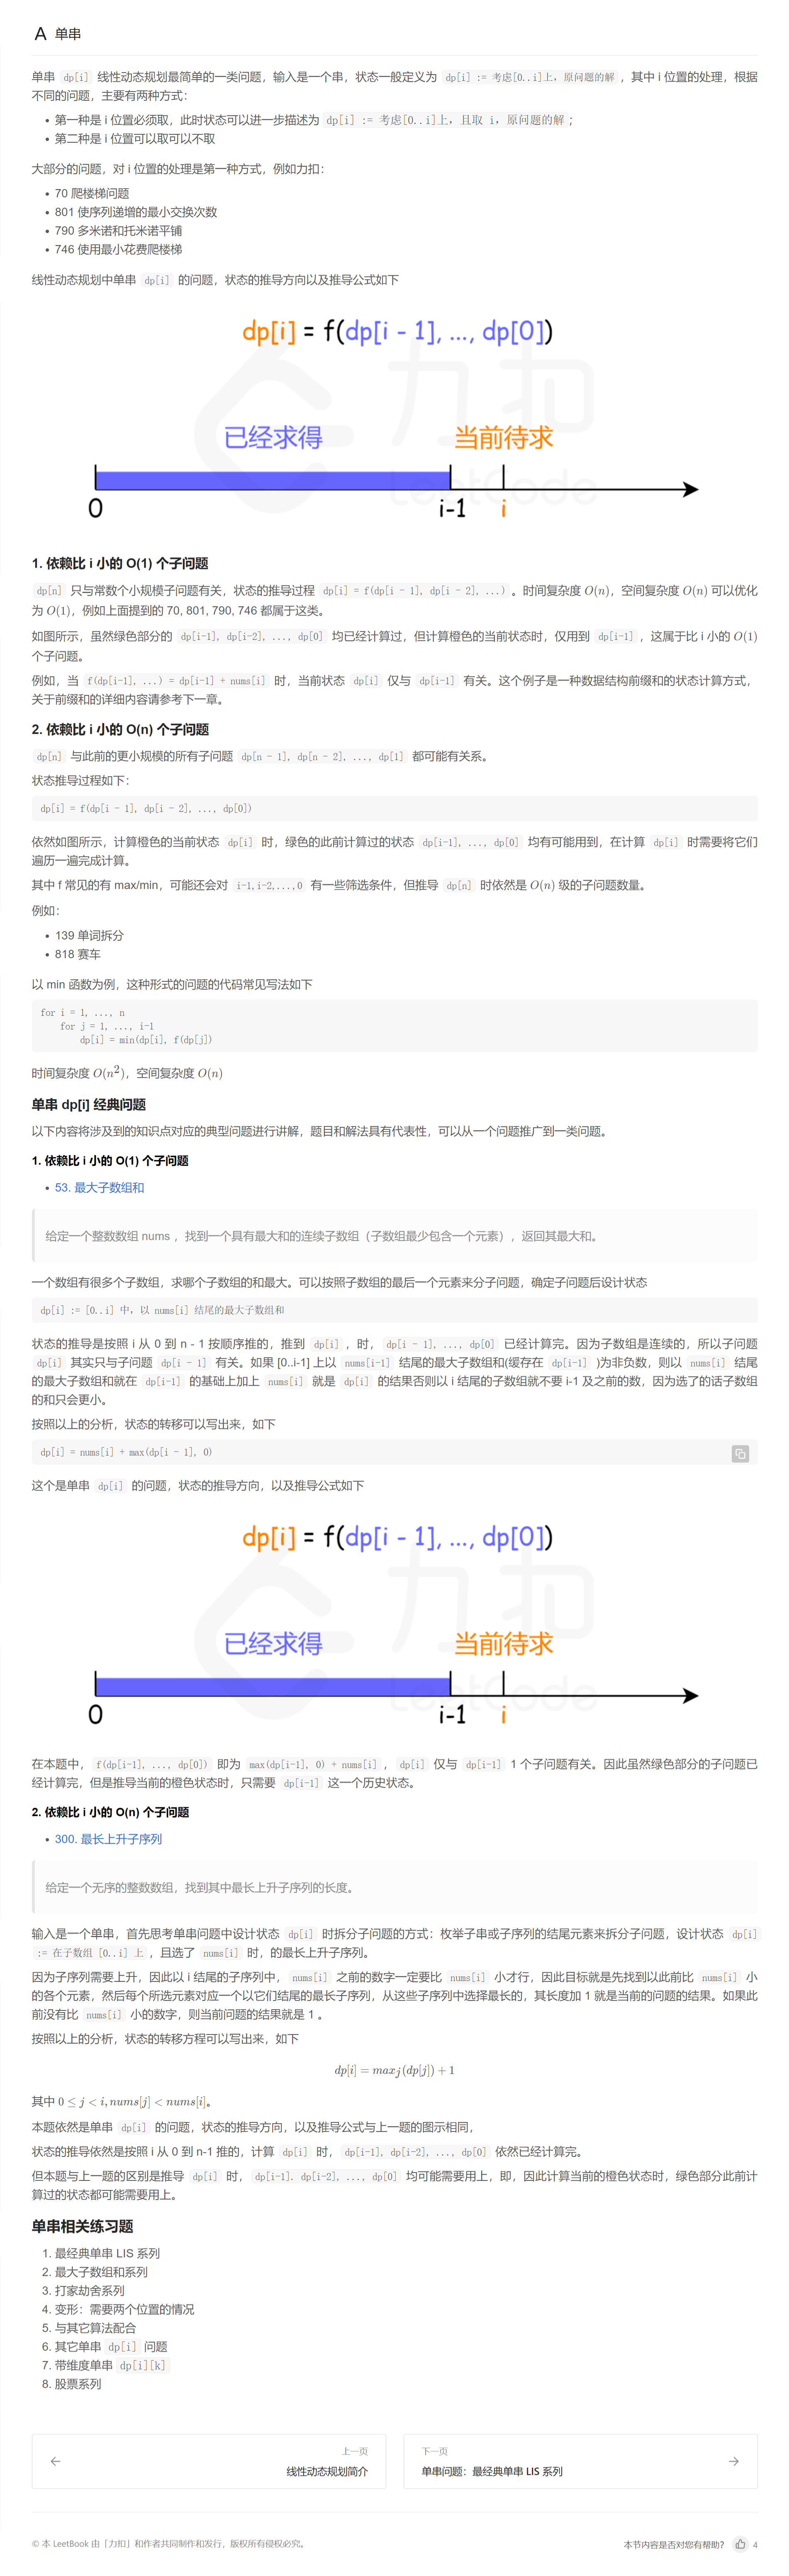 A 单串
单串 dp[i] 线性动态规划最简单的一类问题，输入是一个串，状态一般定义为 dp[i] := 考虑[0..i]上，原问题的解，其中 i 位置的处理，根据
不同的问题，主要有两种方式：
• 第一种是 i 位置必须取，此时状态可以进一步描述为 dp[i] := 考虑[0..i]上，且取 i，原问题的解；
• 第二种是 i 位置可以取可以不取
大部分的问题，对 i 位置的处理是第一种方式，例如力扣：
• 70 爬楼梯问题
• 801 使序列递增的最小交换次数
• 790 多米诺和托米诺平铺
• 746 使用最小花费爬楼梯
线性动态规划中单串 dp[i] 的问题，状态的推导方向以及推导公式如下
dp[i] = f(dp[i - 1], ..., dp[0])
力扣
已经求得 当前待求
LeetCode
0 i-1 i
1. 依赖比 i 小的 O(1) 个子问题
dp[n] 只与常数个小规模子问题有关，状态的推导过程 dp[i] = f(dp[i - 1], dp[i - 2], ...)。时间复杂度 O(n)，空间复杂度 O(n) 可以优化
为 O(1)，例如上面提到的 70, 801, 790, 746 都属于这类。
如图所示，虽然绿色部分的 dp[i-1], dp[i-2], ..., dp[0] 均已经计算过，但计算橙色的当前状态时，仅用到 dp[i-1]，这属于比 i 小的 O(1)
个子问题。
例如，当 f(dp[i-1], ...) = dp[i-1] + nums[i] 时，当前状态 dp[i] 仅与 dp[i-1] 有关。这个例子是一种数据结构前缀和的状态计算方式，
关于前缀和的详细内容请参考下一章。
2. 依赖比 i 小的 O(n) 个子问题
dp[n] 与此前的更小规模的所有子问题 dp[n - 1], dp[n - 2], ..., dp[1] 都可能有关系。
状态推导过程如下：
dp[i] = f(dp[i - 1], dp[i - 2], ..., dp[0])
依然如图所示，计算橙色的当前状态 dp[i] 时，绿色的此前计算过的状态 dp[i-1], ..., dp[0] 均有可能用到，在计算 dp[i] 时需要将它们
遍历一遍完成计算。
其中 f 常见的有 max/min，可能还会对 i-1,i-2,...,0 有一些筛选条件，但推导 dp[n] 时依然是 O(n) 级的子问题数量。
例如：
• 139 单词拆分
• 818 赛车
以 min 函数为例，这种形式的问题的代码常见写法如下
for i = 1, ..., n
    for j = 1, ..., i-1
        dp[i] = min(dp[i], f(dp[j])
时间复杂度 O(n²)，空间复杂度 O(n)
单串 dp[i] 经典问题
以下内容将涉及到的知识点对应的典型问题进行讲解，题目和解法具有代表性，可以从一个问题推广到一类问题。
1. 依赖比 i 小的 O(1) 个子问题
• 53. 最大子数组和
给定一个整数数组 nums ，找到一个具有最大和的连续子数组（子数组最少包含一个元素），返回其最大和。
一个数组有很多个子数组，求哪个子数组的和最大。可以按照子数组的最后一个元素来分子问题，确定子问题后设计状态
dp[i] := [0..i] 中，以 nums[i] 结尾的最大子数组和
状态的推导是按照 i 从 0 到 n - 1 按顺序推的，推到 dp[i]，时， dp[i - 1], ..., dp[0] 已经计算完。因为子数组是连续的，所以子问题
dp[i] 其实只与子问题 dp[i - 1] 有关。如果 [0..i-1] 上以 nums[i-1] 结尾的最大子数组和(缓存在 dp[i-1] )为非负数，则以 nums[i] 结尾
的最大子数组和就在 dp[i-1] 的基础上加上 nums[i] 就是 dp[i] 的结果否则以 i 结尾的子数组就不要 i-1 及之前的数，因为选了的话子数组
的和只会更小。
按照以上的分析，状态的转移可以写出来，如下
dp[i] = nums[i] + max(dp[i - 1], 0)
这个是单串 dp[i] 的问题，状态的推导方向，以及推导公式如下
dp[i] = f(dp[i - 1], ..., dp[0])
力扣
已经求得 当前待求
LeetCode
0 i-1 i
在本题中， f(dp[i-1], ..., dp[0]) 即为 max(dp[i-1], 0) + nums[i]， dp[i] 仅与 dp[i-1] 1 个子问题有关。因此虽然绿色部分的子问题已
经计算完，但是推导当前的橙色状态时，只需要 dp[i-1] 这一个历史状态。
2. 依赖比 i 小的 O(n) 个子问题
• 300. 最长上升子序列
给定一个无序的整数数组，找到其中最长上升子序列的长度。
输入是一个单串，首先思考单串问题中设计状态 dp[i] 时拆分子问题的方式：枚举子串或子序列的结尾元素来拆分子问题，设计状态 dp[i]
:= 在子数组 [0..i] 上，且选了 nums[i] 时，的最长上升子序列。
因为子序列需要上升，因此以 i 结尾的子序列中， nums[i] 之前的数字一定要比 nums[i] 小才行，因此目标就是先找到以此前比 nums[i] 小
的各个元素，然后每个所选元素对应一个以它们结尾的最长子序列，从这些子序列中选择最长的，其长度加 1 就是当前的问题的结果。如果此
前没有比 nums[i] 小的数字，则当前问题的结果就是 1 。
按照以上的分析，状态的转移方程可以写出来，如下
dp[i] = maxj(dp[j]) + 1
其中 0 ≤ j < i, nums[j] < nums[i]。
本题依然是单串 dp[i] 的问题，状态的推导方向，以及推导公式与上一题的图示相同，
状态的推导依然是按照 i 从 0 到 n-1 推的，计算 dp[i] 时， dp[i-1], dp[i-2], ..., dp[0] 依然已经计算完。
但本题与上一题的区别是推导 dp[i] 时， dp[i-1]. dp[i-2], ..., dp[0] 均可能需要用上，即，因此计算当前的橙色状态时，绿色部分此前计
算过的状态都可能需要用上。
单串相关练习题
1. 最经典单串 LIS 系列
2. 最大子数组和系列
3. 打家劫舍系列
4. 变形：需要两个位置的情况
5. 与其它算法配合
6. 其它单串 dp[i] 问题
7. 带维度单串 dp[i][k]
8. 股票系列
上一页
线性动态规划简介
下一页
单串问题：最经典单串 LIS 系列
© 本 LeetBook 由「力扣」和作者共同制作和发行，版权所有侵权必究。
本节内容是否对您有帮助？ 4